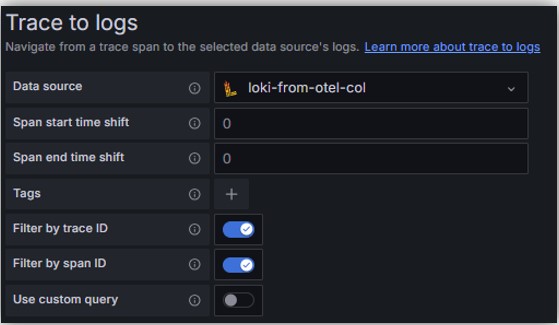 Trace to logs
Navigate from a trace span to the selected data source's logs. Learn more about trace to logs
Data source loki-from-otel-col
Span start time shift 0
Span end time shift 0
Tags +
Filter by trace ID
Filter by span ID
Use custom query